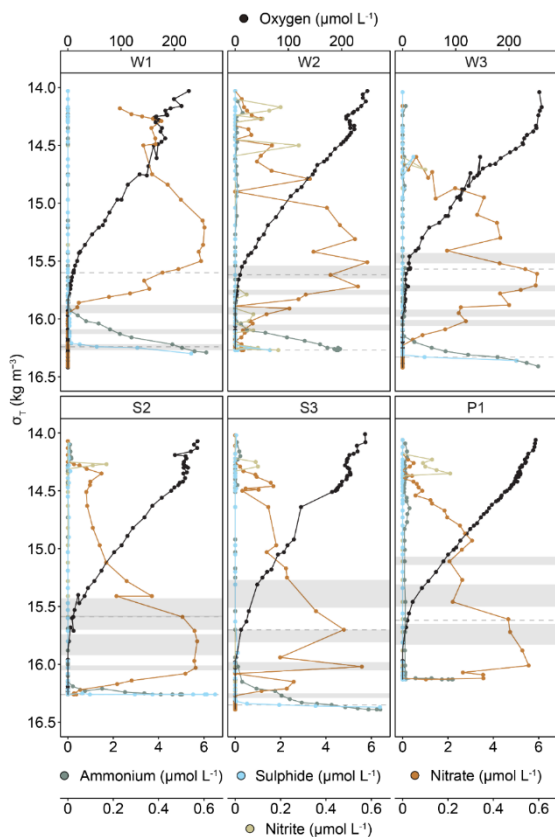 Oxygen (µmol L⁻¹)
0 100 200 0 100 200 0 100 200
W1 W2 W3
14.0
14.5
15.0
15.5
16.0
16.5
S2 S3 P1
14.0
14.5
15.0
15.5
16.0
16.5
σT (kg m⁻³)
0 2 4 6 0 2 4 6 0 2 4 6
Ammonium (µmol L⁻¹) Sulphide (µmol L⁻¹) Nitrate (µmol L⁻¹)
0 0.2 0.4 0.6 0 0.2 0.4 0.6 0 0.2 0.4 0.6
Nitrite (µmol L⁻¹)